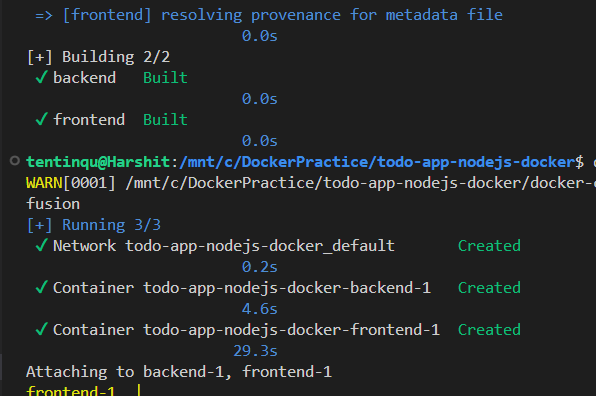 => [frontend] resolving provenance for metadata file
0.0s
[+] Building 2/2
✓ backend Built
0.0s
✓ frontend Built
0.0s
tentinqu@Harshit:/mnt/c/DockerPractice/todo-app-nodejs-docker$
WARN[0001] /mnt/c/DockerPractice/todo-app-nodejs-docker/docker-
fusion
[+] Running 3/3
✓ Network todo-app-nodejs-docker_default Created
0.2s
✓ Container todo-app-nodejs-docker-backend-1 Created
4.6s
✓ Container todo-app-nodejs-docker-frontend-1 Created
29.3s
Attaching to backend-1, frontend-1
frontend-1 |